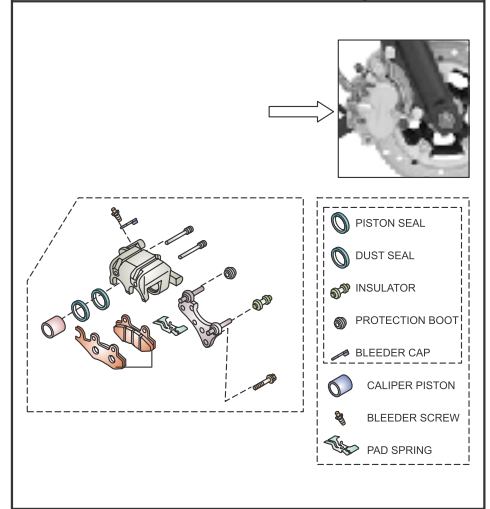 PISTON SEAL
DUST SEAL
INSULATOR
PROTECTION BOOT
BLEEDER CAP
CALIPER PISTON
BLEEDER SCREW
PAD SPRING